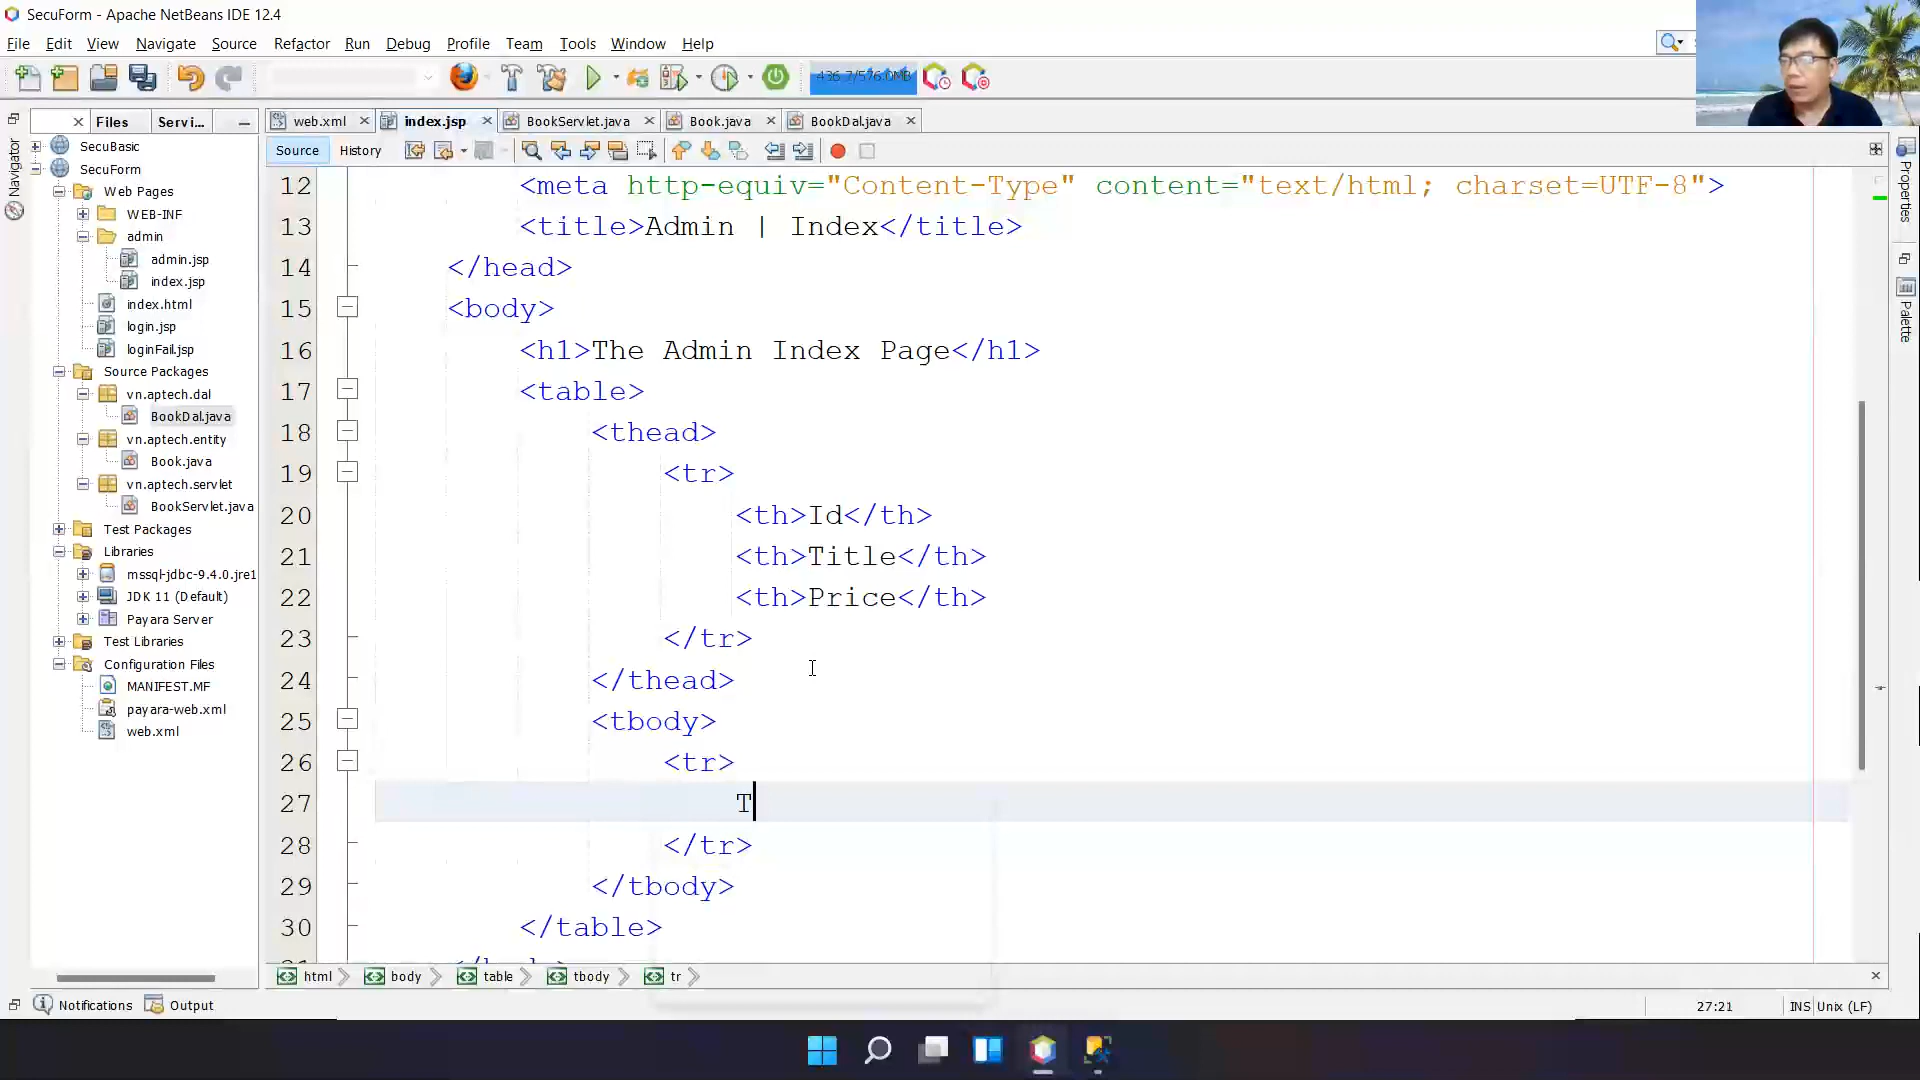 SecuForm - Apache NetBeans IDE 12.4
File Edit View Navigate Source Refactor Run Debug Profile Team Tools Window Help
436.7/576.0MB
Files Servi...
web.xml index.jsp BookServlet.java Book.java BookDal.java
Source History
Navigator
SecuBasic
SecuForm
Web Pages
WEB-INF
admin
admin.jsp
index.jsp
index.html
login.jsp
loginFail.jsp
Source Packages
vn.aptech.dal
BookDal.java
vn.aptech.entity
Book.java
vn.aptech.servlet
BookServlet.java
Test Packages
Libraries
mssql-jdbc-9.4.0.jre1
JDK 11 (Default)
Payara Server
Test Libraries
Configuration Files
MANIFEST.MF
payara-web.xml
web.xml
12 <meta http-equiv="Content-Type" content="text/html; charset=UTF-8">
13 <title>Admin | Index</title>
14 </head>
15 <body>
16 <h1>The Admin Index Page</h1>
17 <table>
18 <thead>
19 <tr>
20 <th>Id</th>
21 <th>Title</th>
22 <th>Price</th>
23 </tr>
24 </thead>
25 <tbody>
26 <tr>
27 T
28 </tr>
29 </tbody>
30 </table>
Properties
Palette
html body table tbody tr
Notifications Output
27:21 INS Unix (LF)